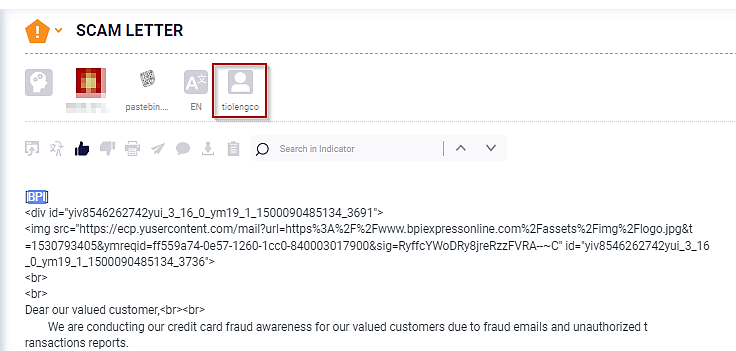 SCAM LETTER
pastebin....
EN
tiolengco
Search in Indicator
[BPI]
<div id="yiv8546262742yui_3_16_0_ym19_1_1500090485134_3691">
<img src="https://ecp.yusercontent.com/mail?url=https%3A%2F%2Fwww.bpiexpressonline.com%2Fassets%2Fimg%2Flogo.jpg&t
=1530793405&ymreqid=ff559a74-0e57-1260-1cc0-840003017900&sig=RyffcYWoDRy8jreRzzFVRA--~C" id="yiv8546262742yui_3_16
_0_ym19_1_1500090485134_3736">
<br>
<br>
Dear our valued customer,<br><br>
We are conducting our credit card fraud awareness for our valued customers due to fraud emails and unauthorized t
ransactions reports.